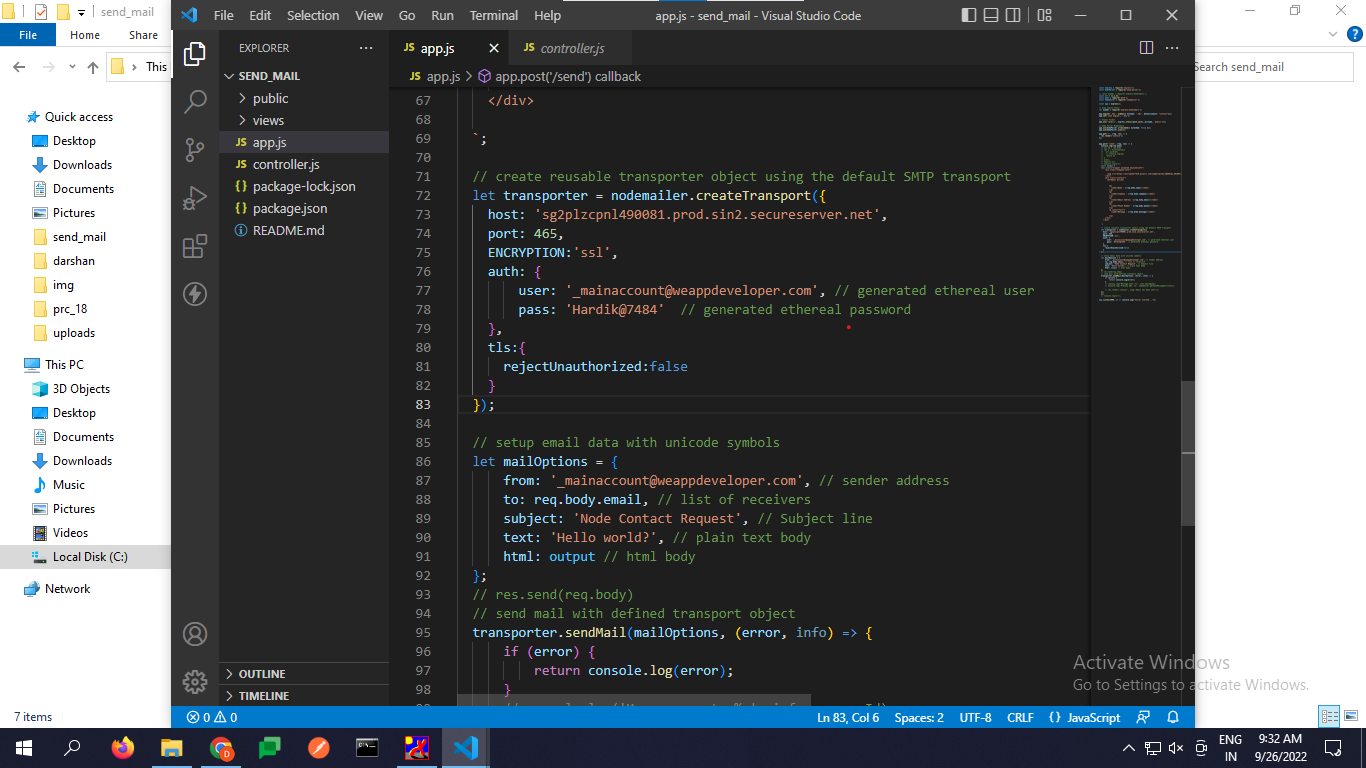 send_mail
File
Home
Share
This
Search send_mail
Quick access
Desktop
Downloads
Documents
Pictures
send_mail
darshan
img
prc_18
uploads
This PC
3D Objects
Desktop
Documents
Downloads
Music
Pictures
Videos
Local Disk (C:)
Network
7 items
File Edit Selection View Go Run Terminal Help
app.js - send_mail - Visual Studio Code
EXPLORER
SEND_MAIL
public
views
JS app.js
JS controller.js
{} package-lock.json
{} package.json
README.md
OUTLINE
TIMELINE
JS app.js
JS controller.js
JS app.js > app.post('/send') callback
67 </div>
68
69 `;
70
71 // create reusable transporter object using the default SMTP transport
72 let transporter = nodemailer.createTransport({
73 host: 'sg2plzcpnl490081.prod.sin2.secureserver.net',
74 port: 465,
75 ENCRYPTION:'ssl',
76 auth: {
77 user: '_mainaccount@weappdeveloper.com', // generated ethereal user
78 pass: 'Hardik@7484' // generated ethereal password
79 },
80 tls:{
81 rejectUnauthorized:false
82 }
83 });
84
85 // setup email data with unicode symbols
86 let mailOptions = {
87 from: '_mainaccount@weappdeveloper.com', // sender address
88 to: req.body.email, // list of receivers
89 subject: 'Node Contact Request', // Subject line
90 text: 'Hello world?', // plain text body
91 html: output // html body
92 };
93 // res.send(req.body)
94 // send mail with defined transport object
95 transporter.sendMail(mailOptions, (error, info) => {
96 if (error) {
97 return console.log(error);
98 }
Activate Windows
Go to Settings to activate Windows.
0 0
Ln 83, Col 6
Spaces: 2
UTF-8
CRLF
{} JavaScript
ENG
IN
9:32 AM
9/26/2022